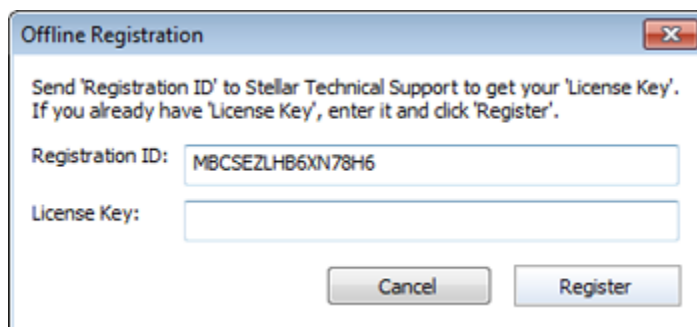 Offline Registration
Send 'Registration ID' to Stellar Technical Support to get your 'License Key'.
If you already have 'License Key', enter it and click 'Register'.
Registration ID: MBCSEZLHB6XN78H6
License Key:
Cancel Register